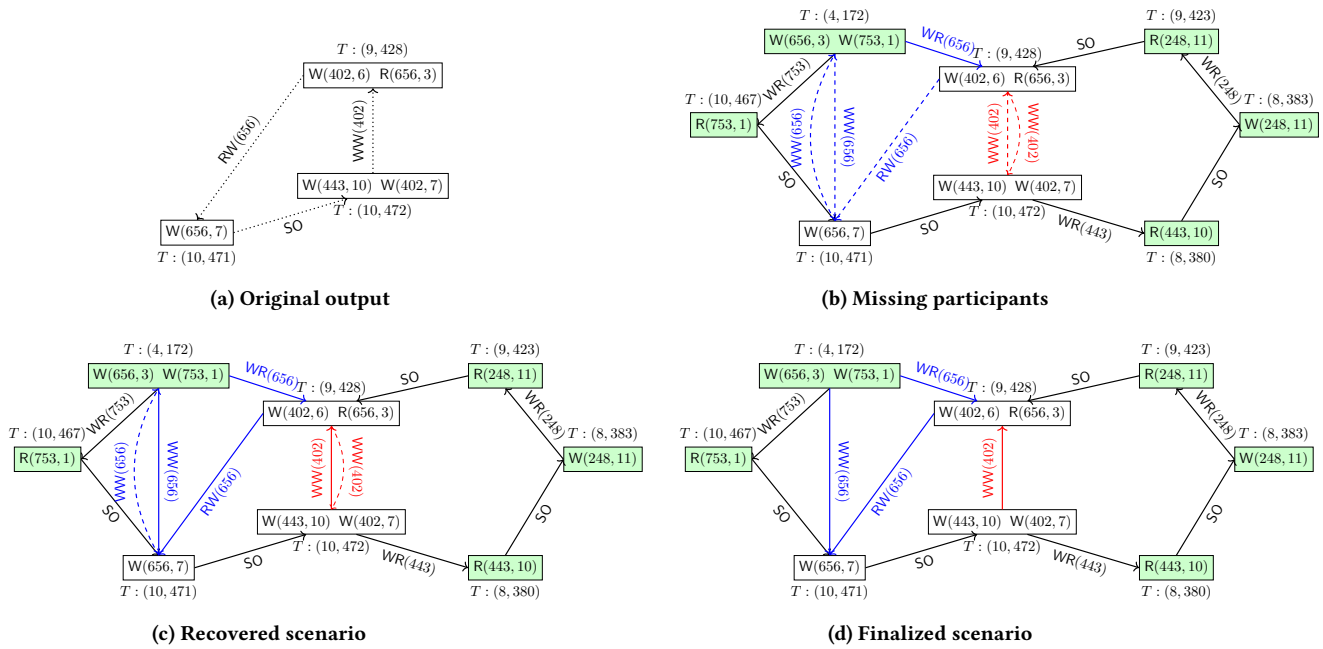 T : (9, 428)
W(402, 6) R(656, 3)
RW(656)
WW(402)
W(443, 10) W(402, 7)
T : (10, 472)
W(656, 7)
SO
T : (10, 471)
(a) Original output
T : (4, 172)
W(656, 3) W(753, 1)
WR(656)
T : (9, 428)
W(402, 6) R(656, 3)
SO
T : (9, 423)
R(248, 11)
WR(753)
WR(248)
T : (10, 467)
R(753, 1)
T : (8, 383)
W(248, 11)
WW(656)
WW(656)
RW(656)
WW(402)
WW(402)
SO
SO
W(443, 10) W(402, 7)
T : (10, 472)
W(656, 7)
SO
WR(443)
R(443, 10)
T : (10, 471)
T : (8, 380)
(b) Missing participants
T : (4, 172)
W(656, 3) W(753, 1)
WR(656)
T : (9, 428)
W(402, 6) R(656, 3)
SO
T : (9, 423)
R(248, 11)
WR(753)
WR(248)
T : (10, 467)
R(753, 1)
T : (8, 383)
W(248, 11)
WW(656)
WW(656)
RW(656)
WW(402)
WW(402)
SO
SO
W(443, 10) W(402, 7)
T : (10, 472)
W(656, 7)
SO
WR(443)
R(443, 10)
T : (10, 471)
T : (8, 380)
(c) Recovered scenario
T : (4, 172)
W(656, 3) W(753, 1)
WR(656)
T : (9, 428)
W(402, 6) R(656, 3)
SO
T : (9, 423)
R(248, 11)
WR(753)
WR(248)
T : (10, 467)
R(753, 1)
T : (8, 383)
W(248, 11)
WW(656)
RW(656)
WW(402)
SO
SO
W(443, 10) W(402, 7)
T : (10, 472)
W(656, 7)
SO
WR(443)
R(443, 10)
T : (10, 471)
T : (8, 380)
(d) Finalized scenario